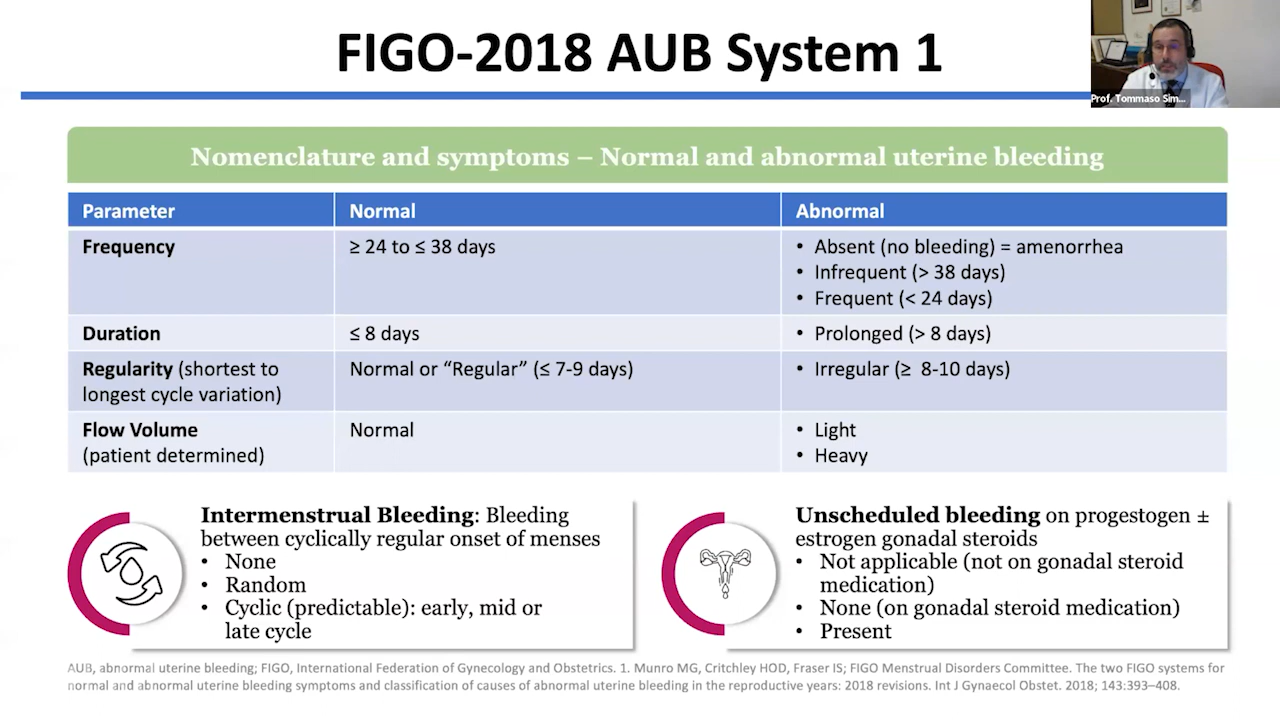 FIGO-2018 AUB System 1
Prof. Tommaso Sim...
Nomenclature and symptoms – Normal and abnormal uterine bleeding
Parameter
Normal
Abnormal
Frequency
≥ 24 to ≤ 38 days
• Absent (no bleeding) = amenorrhea
• Infrequent (> 38 days)
• Frequent (< 24 days)
Duration
≤ 8 days
• Prolonged (> 8 days)
Regularity (shortest to
longest cycle variation)
Normal or “Regular” (≤ 7-9 days)
• Irregular (≥ 8-10 days)
Flow Volume
(patient determined)
Normal
• Light
• Heavy
Intermenstrual Bleeding: Bleeding
between cyclically regular onset of menses
• None
• Random
• Cyclic (predictable): early, mid or
late cycle
Unscheduled bleeding on progestogen ±
estrogen gonadal steroids
• Not applicable (not on gonadal steroid
medication)
• None (on gonadal steroid medication)
• Present
AUB, abnormal uterine bleeding; FIGO, International Federation of Gynecology and Obstetrics. 1. Munro MG, Critchley HOD, Fraser IS; FIGO Menstrual Disorders Committee. The two FIGO systems for
normal and abnormal uterine bleeding symptoms and classification of causes of abnormal uterine bleeding in the reproductive years: 2018 revisions. Int J Gynaecol Obstet. 2018; 143:393–408.